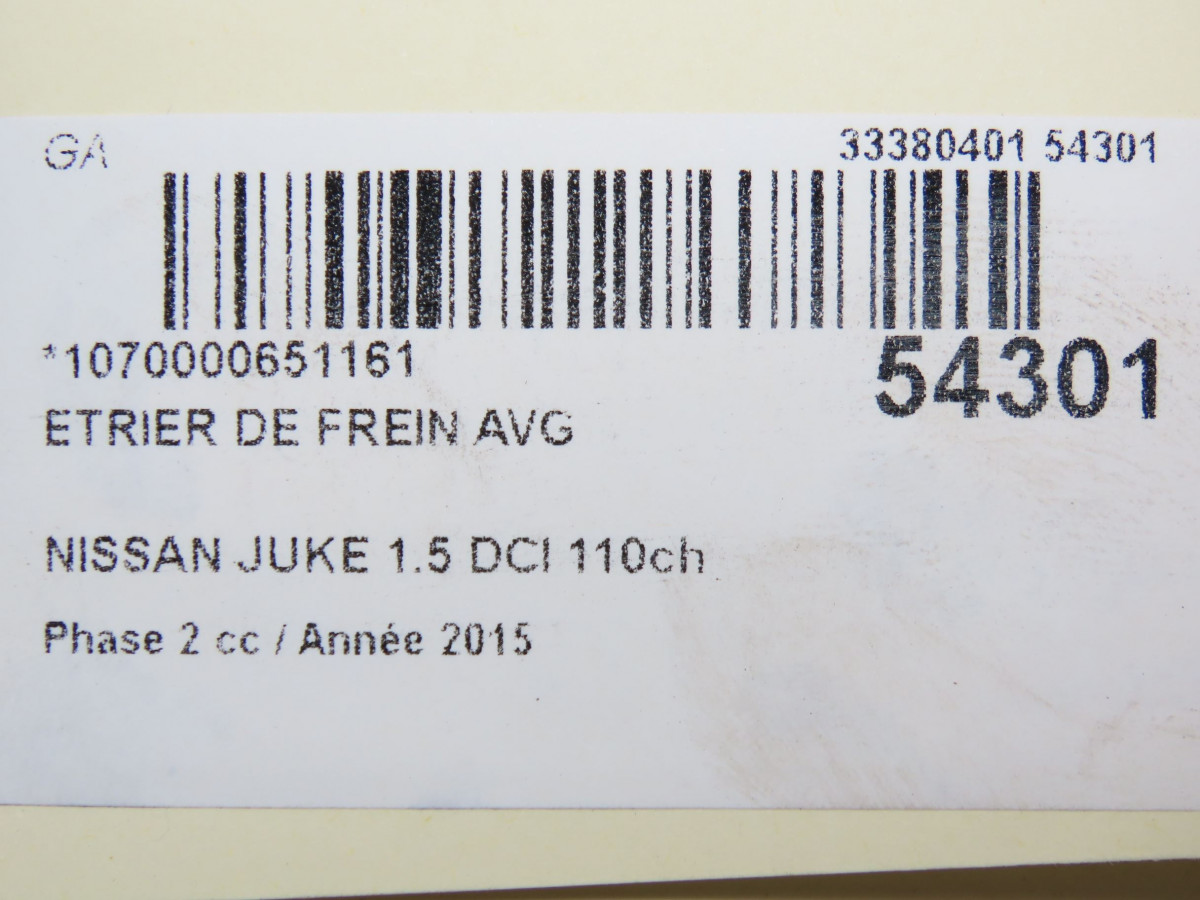 GA 33380401 54301
*1070000651161 54301
ETRIER DE FREIN AVG
NISSAN JUKE 1.5 DCI 110ch
Phase 2 cc / Année 2015